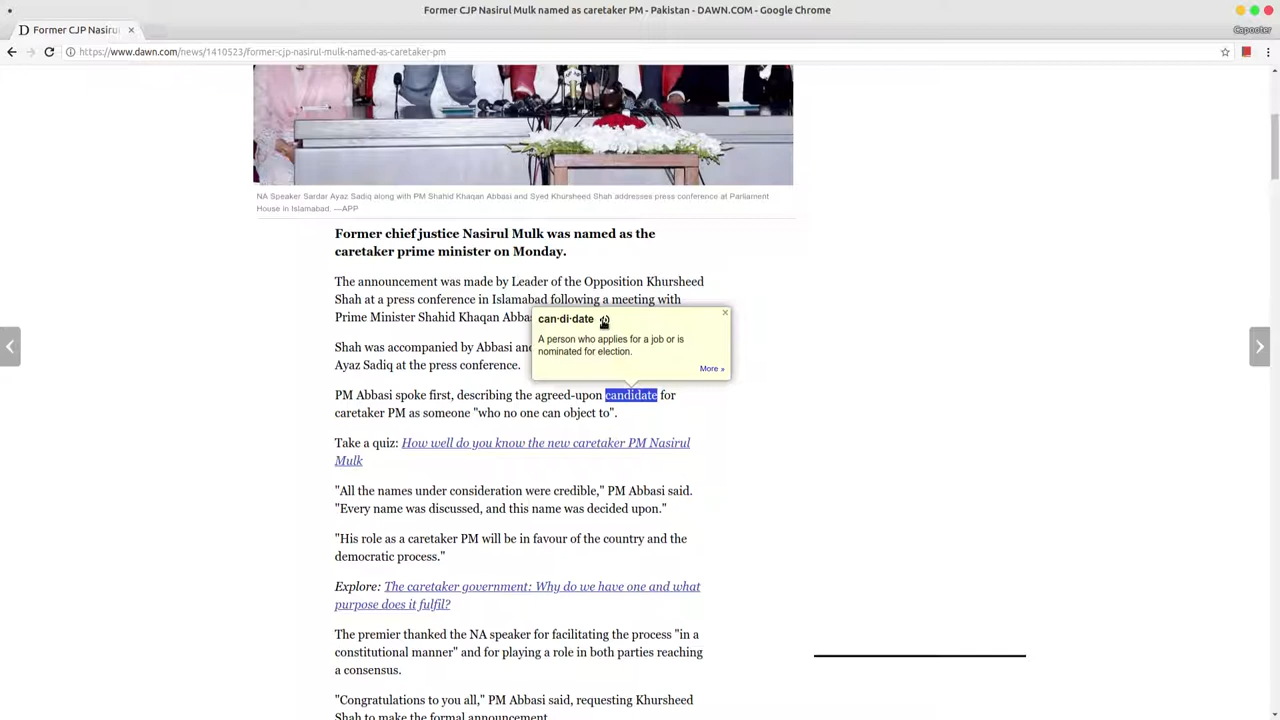 Former CJP Nasirul Mulk named as caretaker PM - Pakistan - DAWN.COM - Google Chrome
D Former CJP Nasirul ×
Capooter
https://www.dawn.com/news/1410523/former-cjp-nasirul-mulk-named-as-caretaker-pm
NA Speaker Sardar Ayaz Sadiq along with PM Shahid Khaqan Abbasi and Syed Khursheed Shah addresses press conference at Parliament
House in Islamabad. —APP
Former chief justice Nasirul Mulk was named as the
caretaker prime minister on Monday.
The announcement was made by Leader of the Opposition Khursheed
Shah at a press conference in Islamabad following a meeting with
Prime Minister Shahid Khaqan Abbas
can·di·date
A person who applies for a job or is
nominated for election.
More »
Shah was accompanied by Abbasi and
Ayaz Sadiq at the press conference.
PM Abbasi spoke first, describing the agreed-upon candidate for
caretaker PM as someone "who no one can object to".
Take a quiz: How well do you know the new caretaker PM Nasirul
Mulk
"All the names under consideration were credible," PM Abbasi said.
"Every name was discussed, and this name was decided upon."
"His role as a caretaker PM will be in favour of the country and the
democratic process."
Explore: The caretaker government: Why do we have one and what
purpose does it fulfil?
The premier thanked the NA speaker for facilitating the process "in a
constitutional manner" and for playing a role in both parties reaching
a consensus.
"Congratulations to you all," PM Abbasi said, requesting Khursheed
Shah to make the formal announcement.